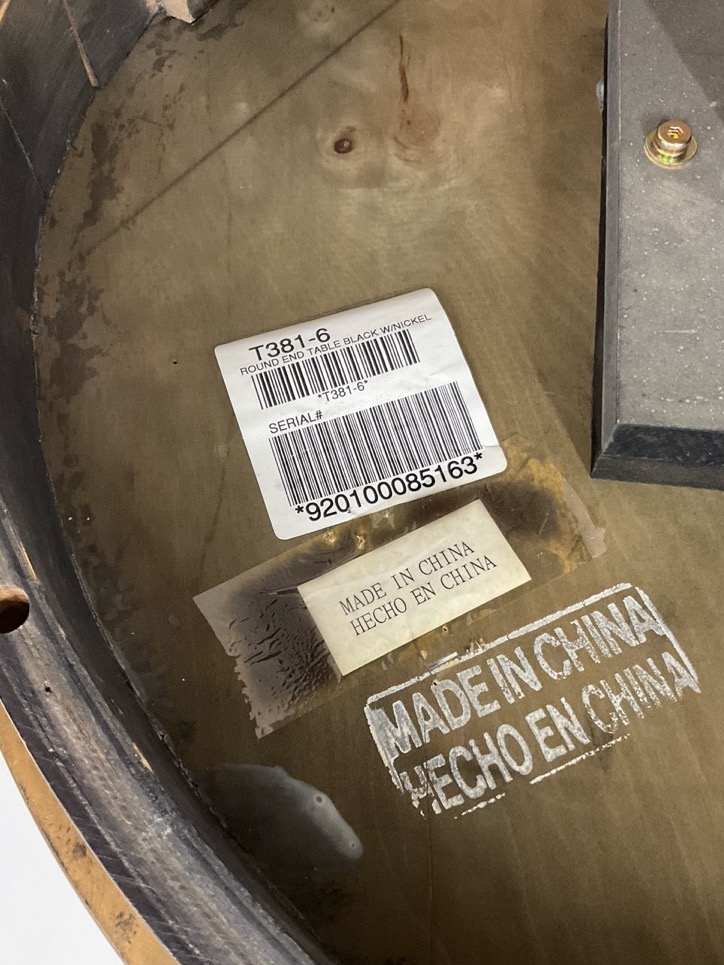 T381-6
ROUND END TABLE BLACK W/NICKEL
*T381-6*
SERIAL#
*920100085163*
MADE IN CHINA
HECHO EN CHINA
MADE IN CHINA
HECHO EN CHINA